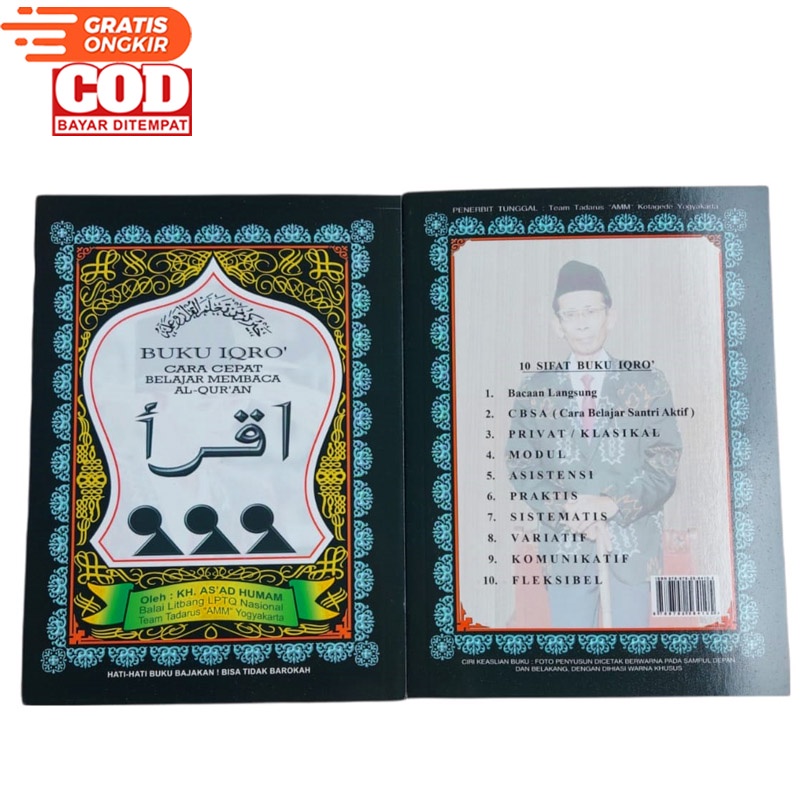 GRATIS
ONGKIR
COD
BAYAR DITEMPAT
BUKU IQRO'
CARA CEPAT
BELAJAR MEMBACA
AL-QUR'AN
اقرأ
Oleh : KH. AS'AD HUMAM
Balai Litbang LPTQ Nasional
Team Tadarus "AMM" Yogyakarta
HATI-HATI BUKU BAJAKAN ! BISA TIDAK BAROKAH
PENERBIT TUNGGAL : Team Tadarus "AMM" Kotagede Yogyakarta
10 SIFAT BUKU IQRO'
1. Bacaan Langsung
2. CBSA ( Cara Belajar Santri Aktif )
3. PRIVAT / KLASIKAL
4. MODUL
5. ASISTENSI
6. PRAKTIS
7. SISTEMATIS
8. VARIATIF
9. KOMUNIKATIF
10. FLEKSIBEL
CIRI KEASLIAN BUKU : FOTO PENYUSUN DICETAK BERWARNA PADA SAMPUL DEPAN
DAN BELAKANG, DENGAN DIHIASI WARNA KHUSUS